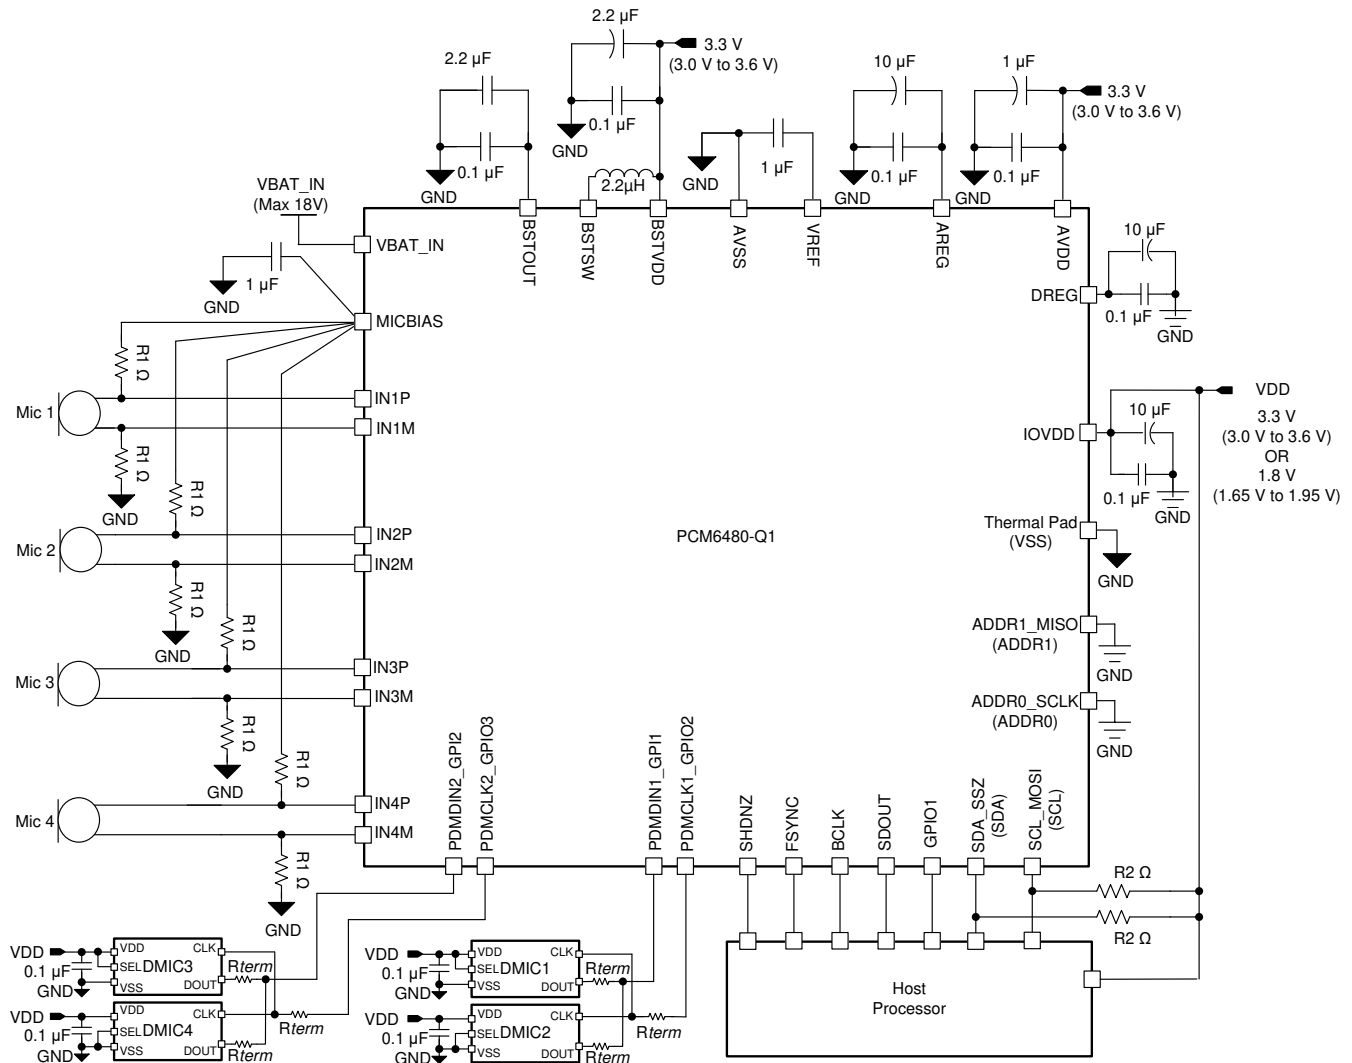 2.2 µF
3.3 V
(3.0 V to 3.6 V)
0.1 µF
GND
2.2 µF
0.1 µF
GND
2.2µH
GND
1 µF
10 µF
0.1 µF
GND
1 µF
3.3 V
(3.0 V to 3.6 V)
0.1 µF
GND
VBAT_IN
(Max 18V)
1 µF
GND
VBAT_IN
MICBIAS
BSTOUT
BSTSW
BSTVDD
AVSS
VREF
AREG
AVDD
10 µF
DREG
0.1 µF
GND
R1 Ω
Mic 1
IN1P
IN1M
R1 Ω
GND
R1 Ω
Mic 2
IN2P
IN2M
R1 Ω
GND
R1 Ω
Mic 3
IN3P
IN3M
R1 Ω
GND
R1 Ω
Mic 4
IN4P
IN4M
R1 Ω
GND
PCM6480-Q1
VDD
3.3 V
(3.0 V to 3.6 V)
OR
1.8 V
(1.65 V to 1.95 V)
10 µF
IOVDD
0.1 µF
GND
Thermal Pad
(VSS)
GND
ADDR1_MISO
(ADDR1)
GND
ADDR0_SCLK
(ADDR0)
GND
PDMDIN2_GPI2
PDMCLK2_GPIO3
PDMDIN1_GPI1
PDMCLK1_GPIO2
SHDNZ
FSYNC
BCLK
SDOUT
GPIO1
SDA_SSZ
(SDA)
SCL_MOSI
(SCL)
R2 Ω
R2 Ω
VDD
0.1 µF
GND
VDD
CLK
SEL
DMIC3
VSS
DOUT
Rterm
VDD
0.1 µF
GND
VDD
CLK
SEL
DMIC4
VSS
DOUT
Rterm
Rterm
VDD
0.1 µF
GND
VDD
CLK
SEL
DMIC1
VSS
DOUT
Rterm
VDD
0.1 µF
GND
VDD
CLK
SEL
DMIC2
VSS
DOUT
Rterm
Rterm
Host
Processor